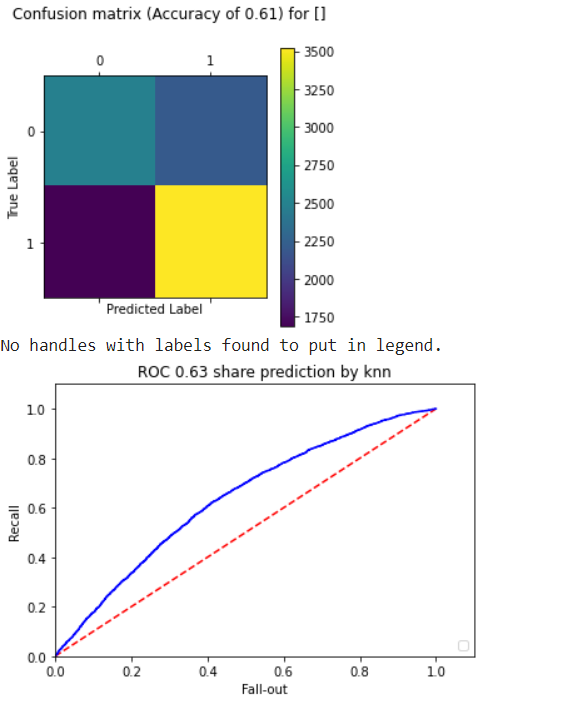 Confusion matrix (Accuracy of 0.61) for []
0 1
3500
3250
3000
2750
2500
2250
2000
1750
0
1
True Label
Predicted Label
No handles with labels found to put in legend.
ROC 0.63 share prediction by knn
1.0
0.8
0.6
0.4
0.2
0.0
Recall
0.0 0.2 0.4 0.6 0.8 1.0
Fall-out